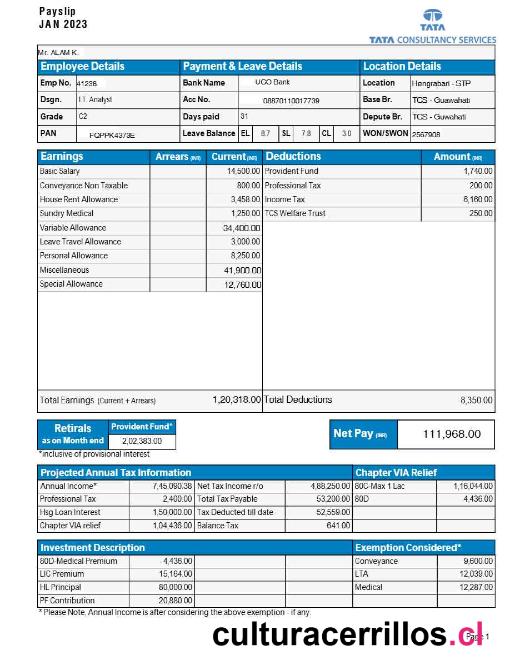 Payslip
JAN 2023
TATA
TATA CONSULTANCY SERVICES
Mr. ALAM K.
Employee Details Payment & Leave Details Location Details
Emp No. 41236 Bank Name UCO Bank Location Hengrabari - STP
Dsgn. I.T. Analyst Acc No. 08870110017739 Base Br. TCS - Guawahati
Grade C2 Days paid 31 Depute Br. TCS - Guwahati
PAN FQPPK4373E Leave Balance EL 8.7 SL 7.8 CL 3.0 WON/SWON 2567908
Earnings Arrears (INR) Current (INR) Deductions Amount (INR)
Basic Salary 14,500.00 Provident Fund 1,740.00
Conveyance Non Taxable 800.00 Professional Tax 200.00
House Rent Allowance 3,458.00 Income Tax 6,160.00
Sundry Medical 1,250.00 TCS Welfare Trust 250.00
Variable Allowance 34,400.00
Leave Travel Allowance 3,000.00
Personal Allowance 8,250.00
Miscellaneous 41,900.00
Special Allowance 12,760.00
Total Earnings (Current + Arrears) 1,20,318.00 Total Deductions 8,350.00
Retirals as on Month end Provident Fund* 2,02,383.00
Net Pay (INR) 111,968.00
*inclusive of provisional interest
Projected Annual Tax Information Chapter VIA Relief
Annual Income* 7,45,090.38 Net Tax Income r/o 4,88,250.00 80C-Max 1 Lac 1,16,044.00
Professional Tax 2,400.00 Total Tax Payable 53,200.00 80D 4,436.00
Hsg Loan Interest 1,50,000.00 Tax Deducted till date 52,559.00
Chapter VIA relief 1,04,436.00 Balance Tax 641.00
Investment Description Exemption Considered*
80D-Medical Premium 4,436.00 Conveyance 9,600.00
LIC Premium 15,164.00 LTA 12,039.00
HL Principal 80,000.00 Medical 12,287.00
PF Contribution 20,880.00
* Please Note, Annual Income is after considering the above exemption - if any.
culturacerrillos.cl
Page 1